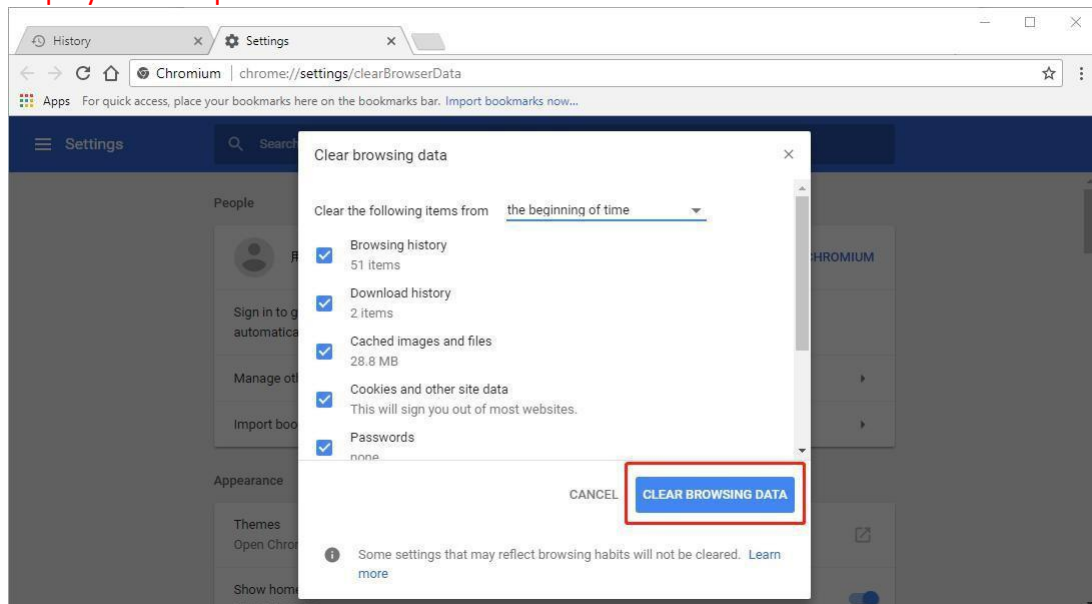 History
Settings
Chromium | chrome://settings/clearBrowserData
Apps For quick access, place your bookmarks here on the bookmarks bar. Import bookmarks now...
Settings
Search
Clear browsing data
People
Clear the following items from the beginning of time
Browsing history
51 items
CHROMIUM
Download history
2 items
Sign in to g
automatica
Cached images and files
28.8 MB
Manage oth
Cookies and other site data
This will sign you out of most websites.
Import boo
Passwords
none
Appearance
CANCEL CLEAR BROWSING DATA
Themes
Open Chro
Some settings that may reflect browsing habits will not be cleared. Learn
more
Show home